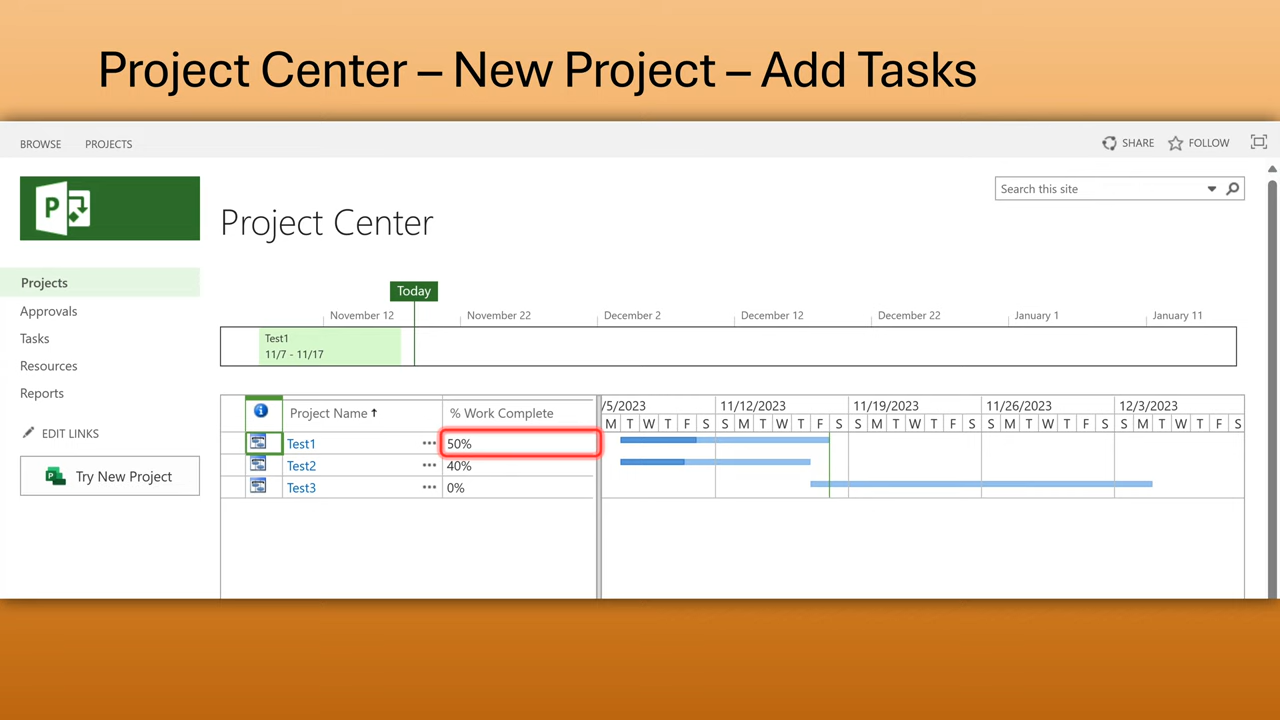 Project Center – New Project – Add Tasks
BROWSE PROJECTS SHARE FOLLOW
P
Search this site
Project Center
Projects
Approvals
Tasks
Resources
Reports
EDIT LINKS
Try New Project
Today
November 12 November 22 December 2 December 12 December 22 January 1 January 11
Test1
11/7 - 11/17
Project Name % Work Complete
/5/2023 11/12/2023 11/19/2023 11/26/2023 12/3/2023
M T W T F S S M T W T F S S M T W T F S S M T W T F S S M T W T F S
Test1 ••• 50%
Test2 ••• 40%
Test3 ••• 0%